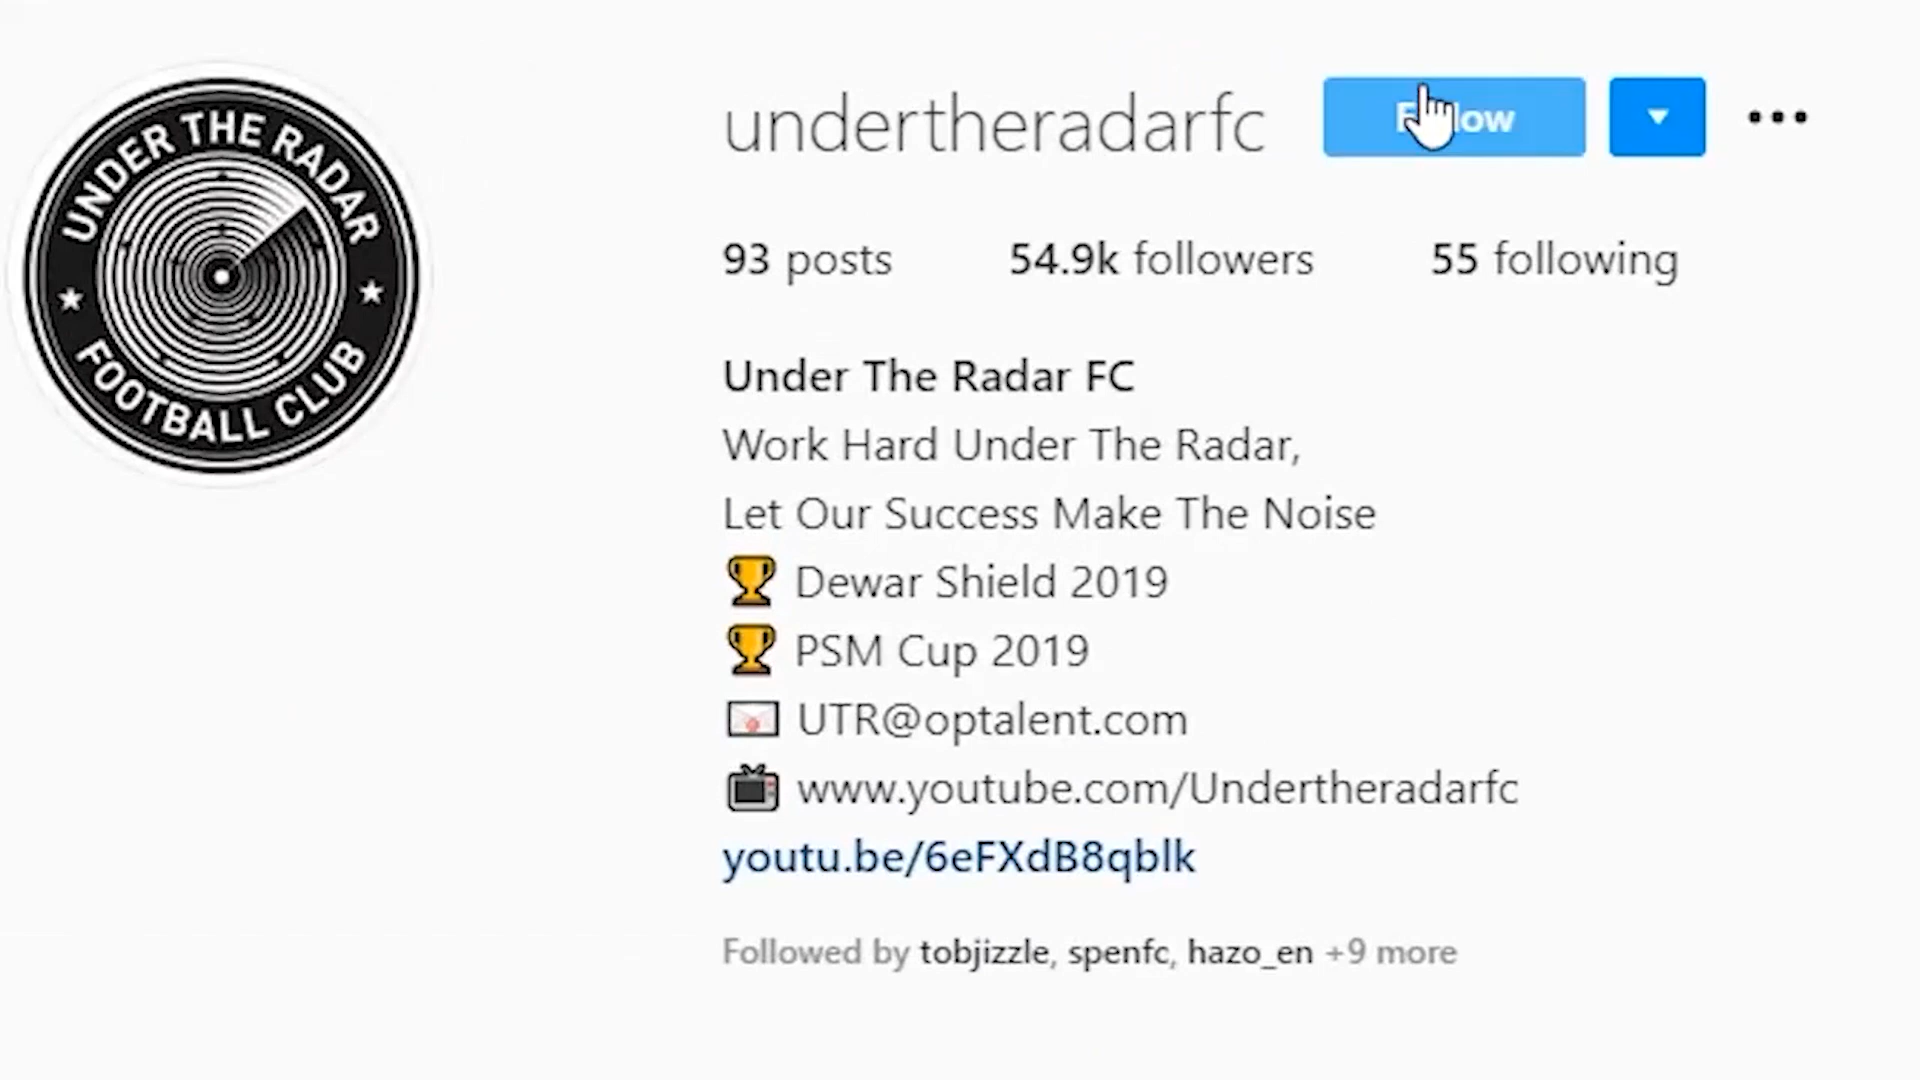 UNDER THE RADAR
FOOTBALL CLUB
undertheradarfc
93 posts 54.9k followers 55 following
Under The Radar FC
Work Hard Under The Radar,
Let Our Success Make The Noise
Dewar Shield 2019
PSM Cup 2019
UTR@optalent.com
www.youtube.com/Undertheradarfc
youtu.be/6eFXdB8qblk
Followed by tobjizzle, spenfc, hazo_en +9 more